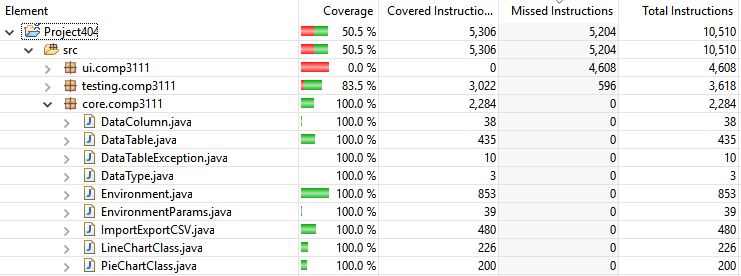 Element Coverage Covered Instructio... Missed Instructions Total Instructions
Project404 50.5 % 5,306 5,204 10,510
src 50.5 % 5,306 5,204 10,510
ui.comp3111 0.0 % 0 4,608 4,608
testing.comp3111 83.5 % 3,022 596 3,618
core.comp3111 100.0 % 2,284 0 2,284
DataColumn.java 100.0 % 38 0 38
DataTable.java 100.0 % 435 0 435
DataTableException.java 100.0 % 10 0 10
DataType.java 100.0 % 3 0 3
Environment.java 100.0 % 853 0 853
EnvironmentParams.java 100.0 % 39 0 39
ImportExportCSV.java 100.0 % 480 0 480
LineChartClass.java 100.0 % 226 0 226
PieChartClass.java 100.0 % 200 0 200